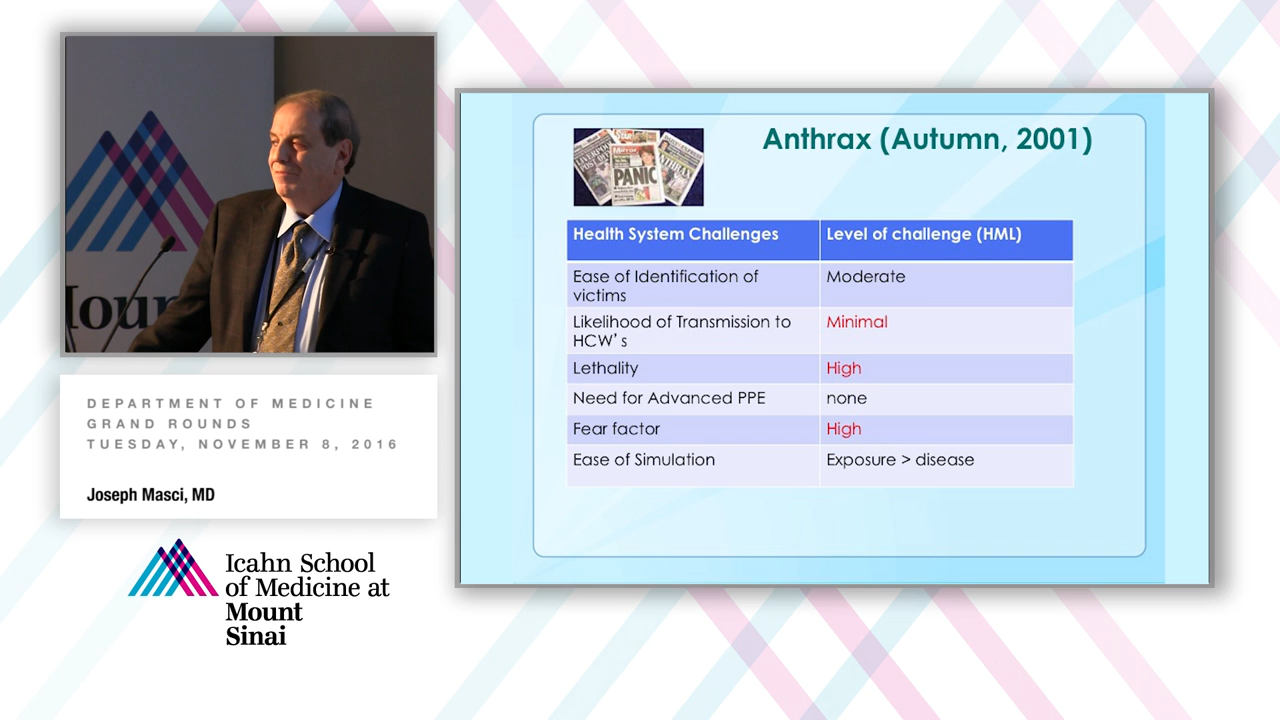 Mour
DEPARTMENT OF MEDICINE
GRAND ROUNDS
TUESDAY, NOVEMBER 8, 2016
Joseph Masci, MD
Icahn School
of Medicine at
Mount
Sinai
Anthrax (Autumn, 2001)
Mirror
PANIC
Health System Challenges Level of challenge (HML)
Ease of Identification of
victims
Moderate
Likelihood of Transmission to
HCW's
Minimal
Lethality High
Need for Advanced PPE none
Fear factor High
Ease of Simulation Exposure > disease